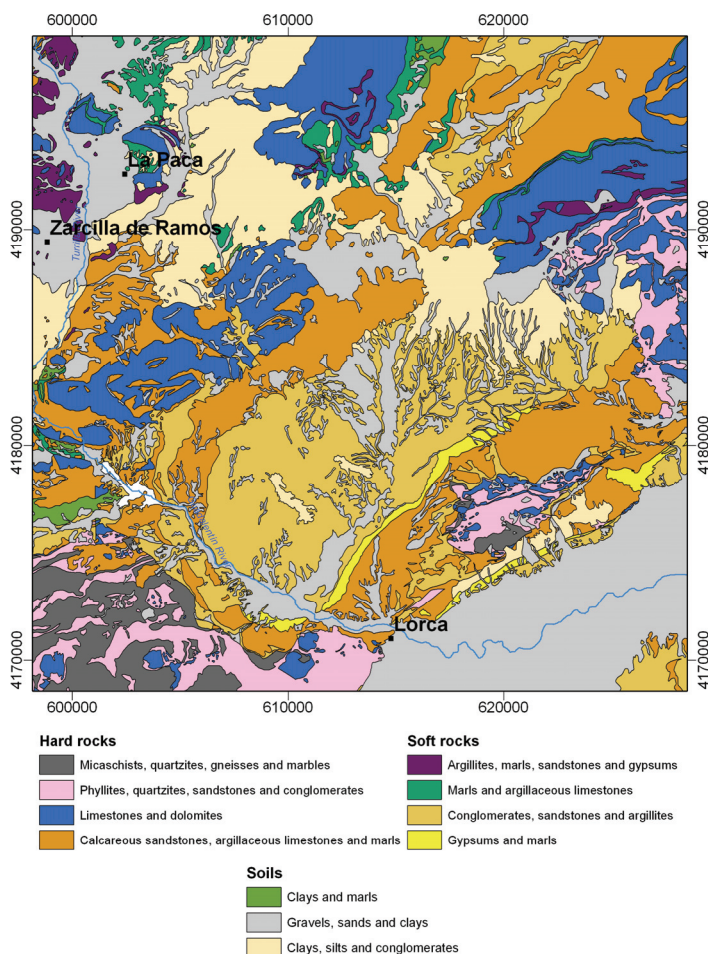 600000 610000 620000
La Paca
Zarcilla de Ramos
4190000 4190000
4180000 4180000
Lorca
4170000 4170000
600000 610000 620000
Hard rocks
Micaschists, quartzites, gneisses and marbles
Phyllites, quartzites, sandstones and conglomerates
Limestones and dolomites
Calcareous sandstones, argillaceous limestones and marls
Soft rocks
Argillites, marls, sandstones and gypsums
Marls and argillaceous limestones
Conglomerates, sandstones and argillites
Gypsums and marls
Soils
Clays and marls
Gravels, sands and clays
Clays, silts and conglomerates